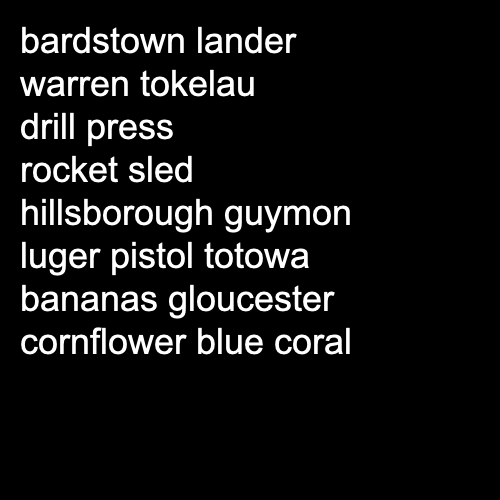 bardstown lander
warren tokelau
drill press
rocket sled
hillsborough guymon
luger pistol totowa
bananas gloucester
cornflower blue coral